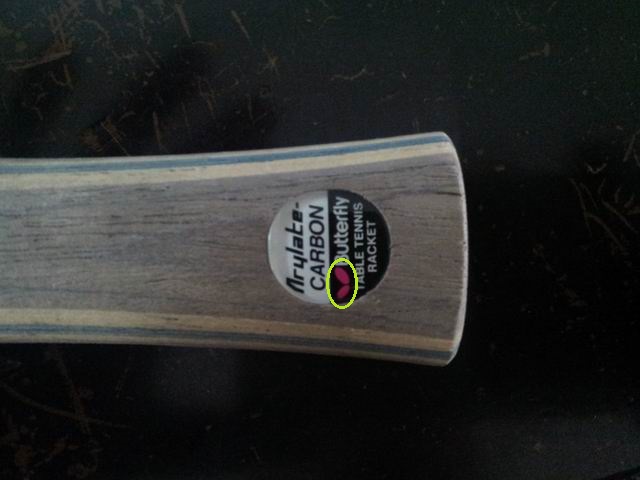 Arylate-
CARBON
Butterfly
TABLE TENNIS
RACKET